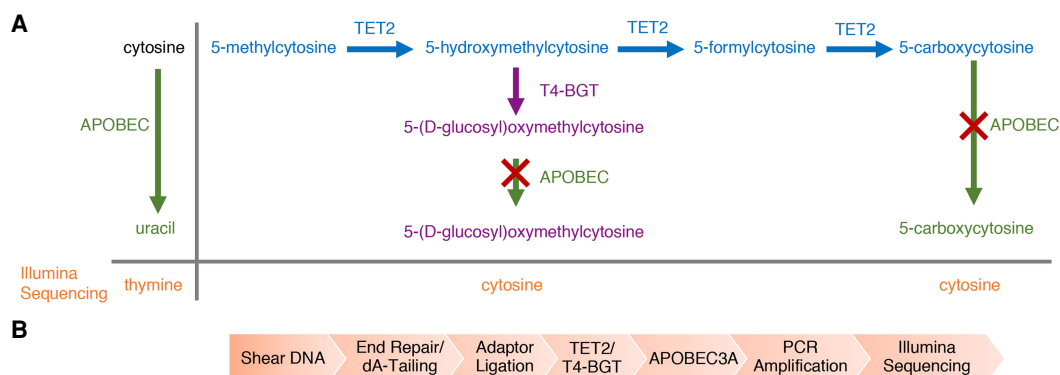 A
cytosine
5-methylcytosine
TET2
5-hydroxymethylcytosine
TET2
5-formylcytosine
TET2
5-carboxycytosine
APOBEC
T4-BGT
5-(D-glucosyl)oxymethylcytosine
APOBEC
APOBEC
uracil
5-(D-glucosyl)oxymethylcytosine
5-carboxycytosine
Illumina
Sequencing
thymine
cytosine
cytosine
B
Shear DNA
End Repair/
dA-Tailing
Adaptor
Ligation
TET2/
T4-BGT
APOBEC3A
PCR
Amplification
Illumina
Sequencing